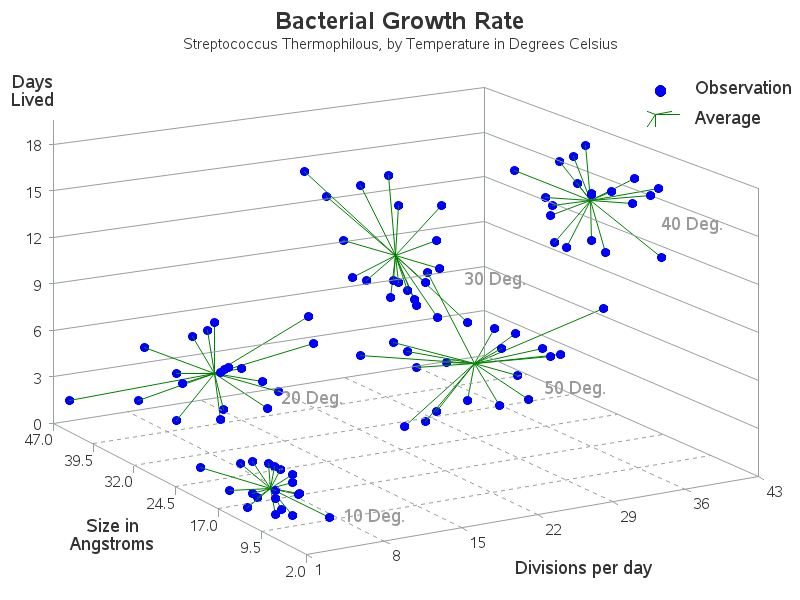 Bacterial Growth Rate
Streptococcus Thermophilous, by Temperature in Degrees Celsius
Days
Lived
Observation
Average
18
15
12
9
6
3
0
40 Deg.
30 Deg.
20 Deg.
50 Deg.
10 Deg.
47.0
39.5
32.0
24.5
17.0
9.5
2.0
Size in
Angstroms
1
8
15
22
29
36
43
Divisions per day